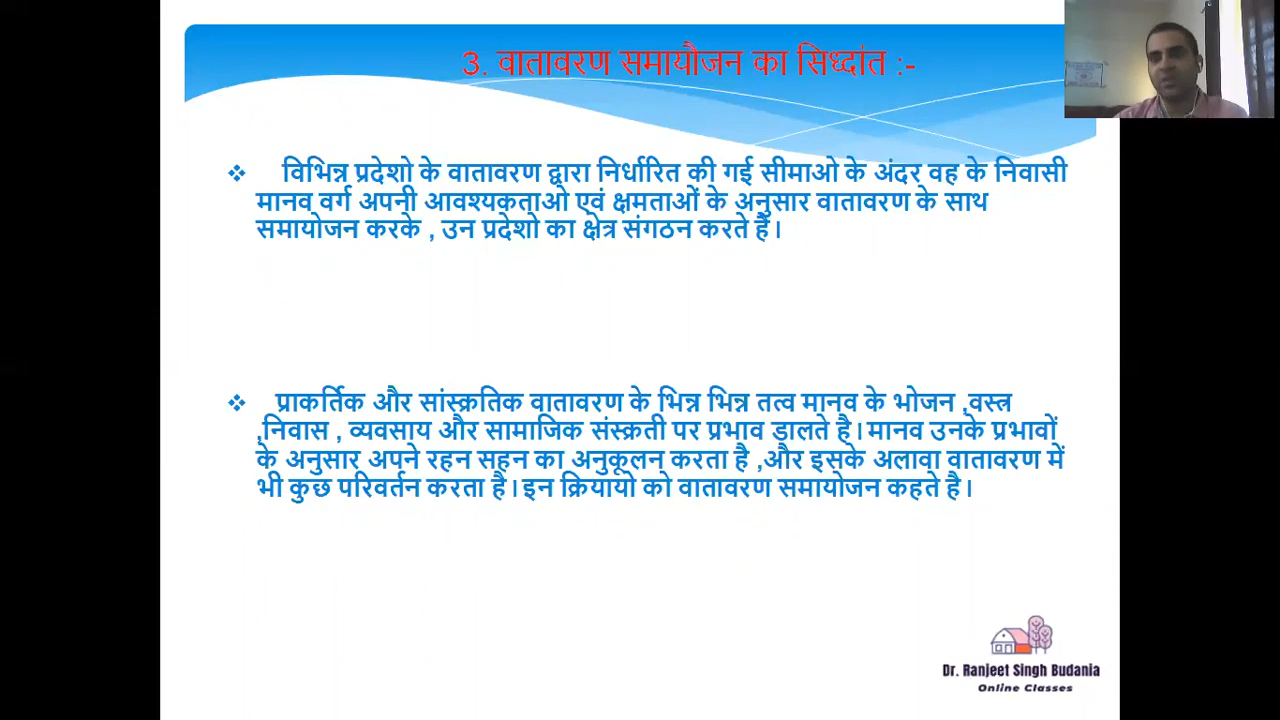 3. वातावरण समायौजन का सिध्दांत :-
❖ विभिन्न प्रदेशो के वातावरण द्वारा निर्धारित की गई सीमाओ के अंदर वह के निवासी
मानव वर्ग अपनी आवश्यकताओ एवं क्षमताओं के अनुसार वातावरण के साथ
समायोजन करके , उन प्रदेशो का क्षेत्र संगठन करते हैं।
❖ प्राकर्तिक और सांस्क्रतिक वातावरण के भिन्न भिन्न तत्व मानव के भोजन ,वस्त्र
,निवास , व्यवसाय और सामाजिक संस्क्रती पर प्रभाव डालते है। मानव उनके प्रभावों
के अनुसार अपने रहन सहन का अनुकूलन करता है ,और इसके अलावा वातावरण में
भी कुछ परिवर्तन करता है। इन क्रियायो को वातावरण समायोजन कहते है।
Dr. Ranjeet Singh Budania
Online Classes